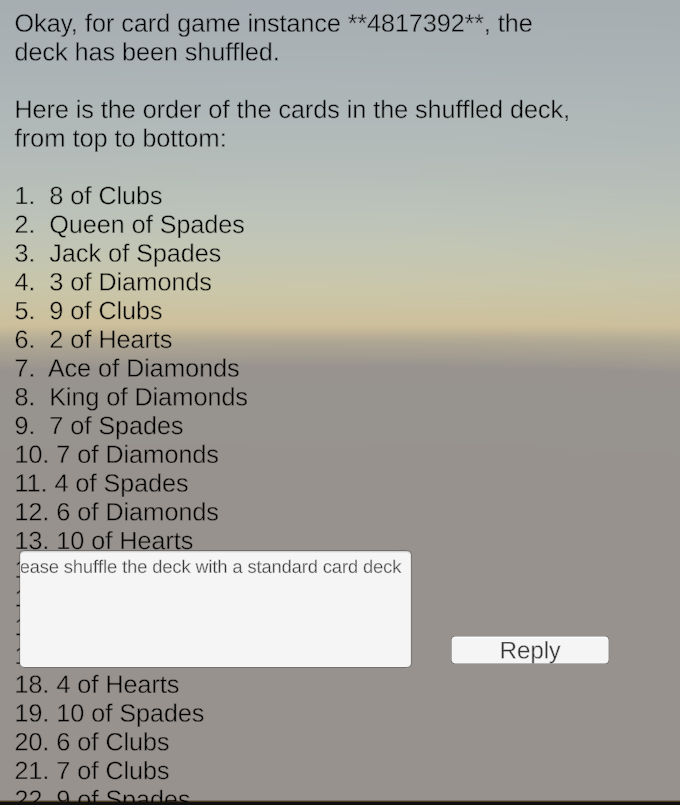 Okay, for card game instance **4817392**, the
deck has been shuffled.
Here is the order of the cards in the shuffled deck,
from top to bottom:
1. 8 of Clubs
2. Queen of Spades
3. Jack of Spades
4. 3 of Diamonds
5. 9 of Clubs
6. 2 of Hearts
7. Ace of Diamonds
8. King of Diamonds
9. 7 of Spades
10. 7 of Diamonds
11. 4 of Spades
12. 6 of Diamonds
13. 10 of Hearts
ease shuffle the deck with a standard card deck
Reply
18. 4 of Hearts
19. 10 of Spades
20. 6 of Clubs
21. 7 of Clubs
22. 9 of Spades